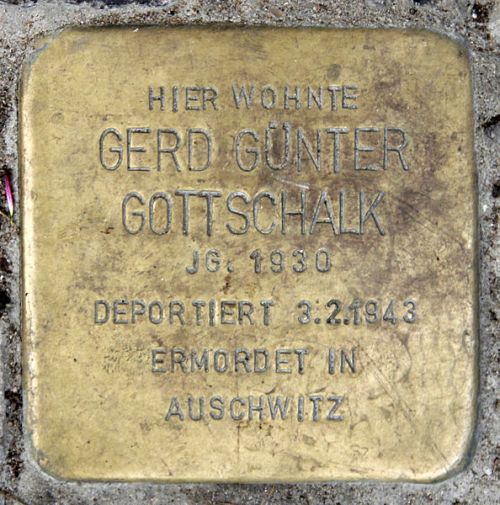 HIER WOHNTE
GERD GÜNTER
GOTTSCHALK
JG. 1930
DEPORTIERT 3.2.1943
ERMORDET IN
AUSCHWITZ